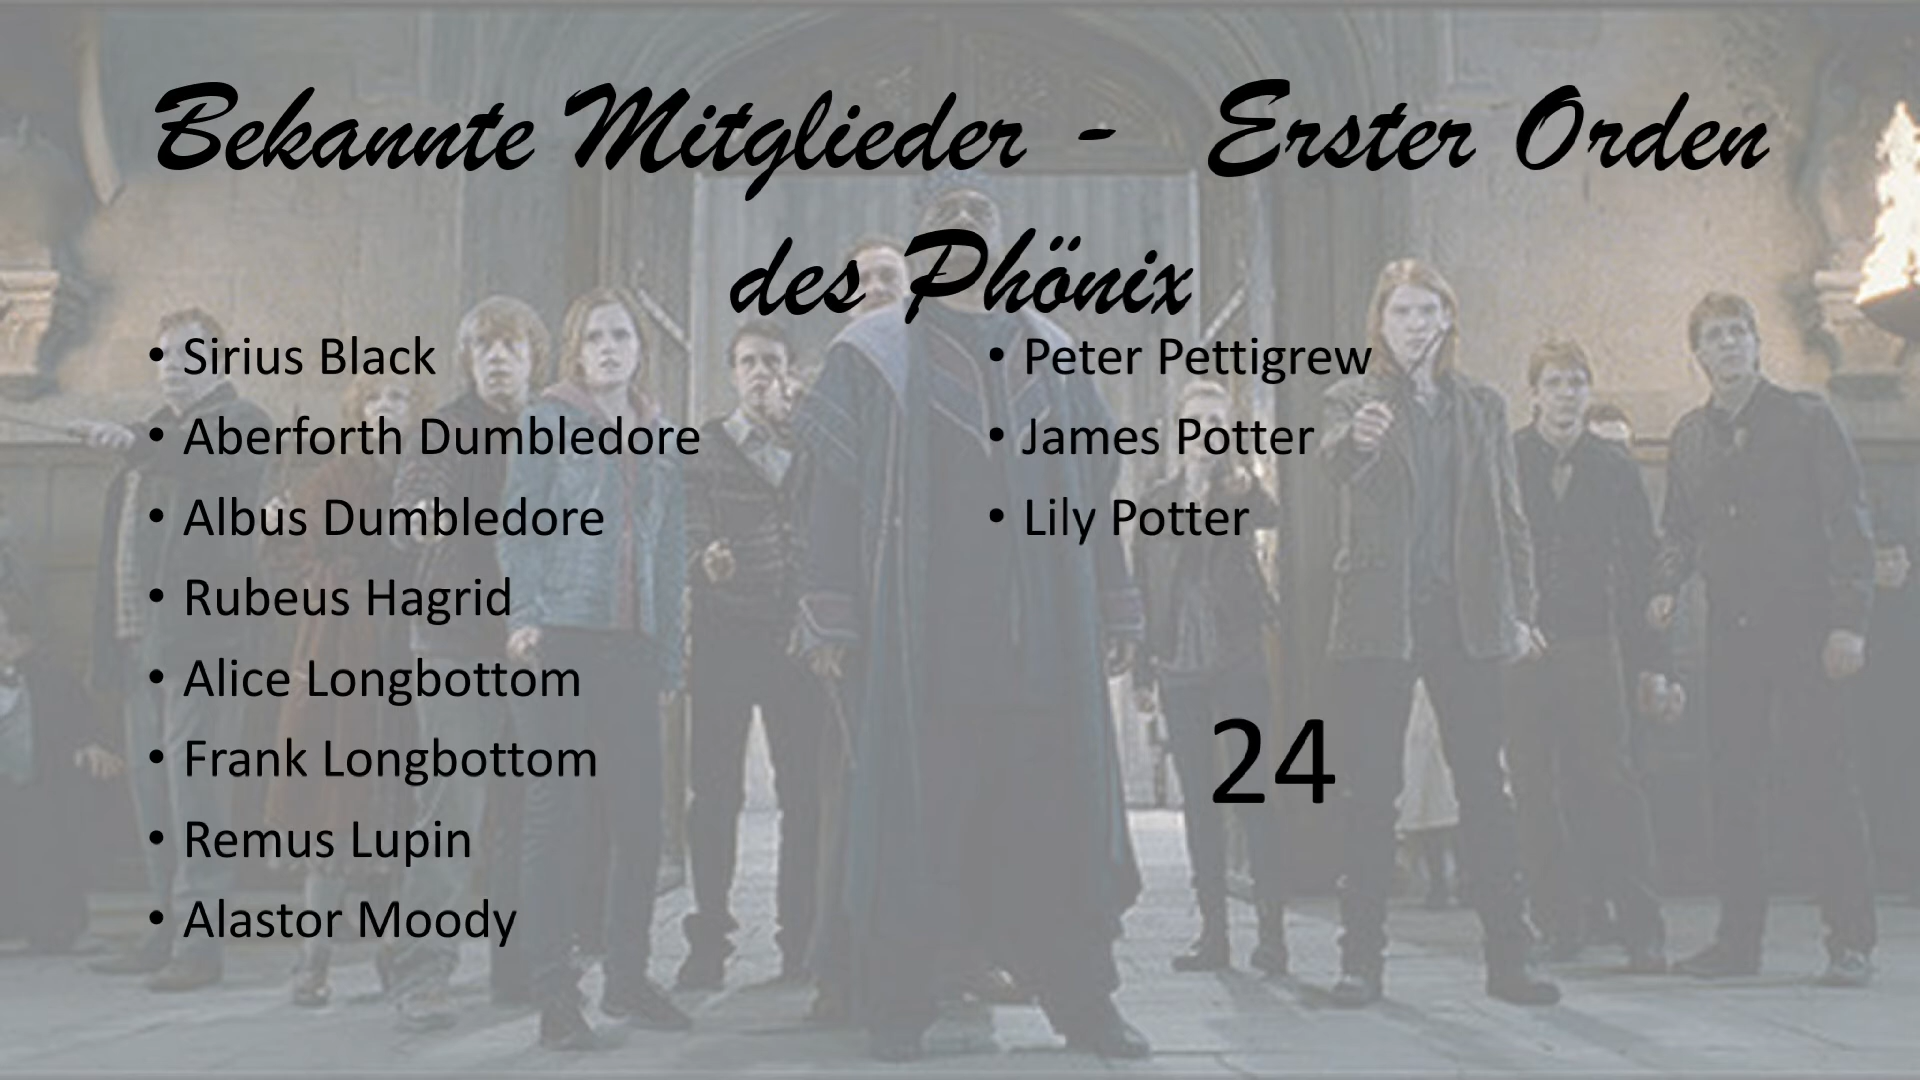 Bekannte Mitglieder - Erster Orden
des Phönix
• Sirius Black
• Aberforth Dumbledore
• Albus Dumbledore
• Rubeus Hagrid
• Alice Longbottom
• Frank Longbottom
• Remus Lupin
• Alastor Moody
• Peter Pettigrew
• James Potter
• Lily Potter
24